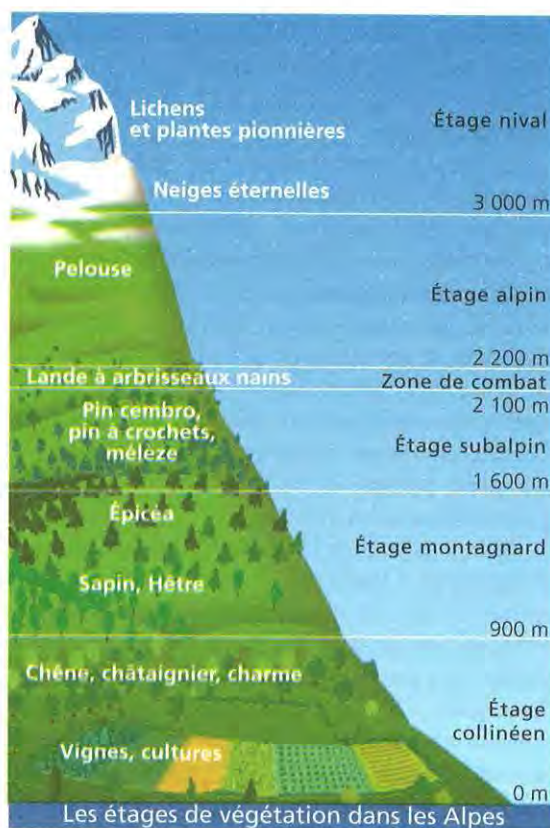 Lichens
et plantes pionnières
Étage nival
Neiges éternelles
3 000 m
Pelouse
Étage alpin
2 200 m
Lande à arbrisseaux nains
Zone de combat
2 100 m
Pin cembro,
pin à crochets,
mélèze
Étage subalpin
1 600 m
Épicéa
Étage montagnard
Sapin, Hêtre
900 m
Chêne, châtaignier, charme
Étage
collinéen
Vignes, cultures
0 m
Les étages de végétation dans les Alpes